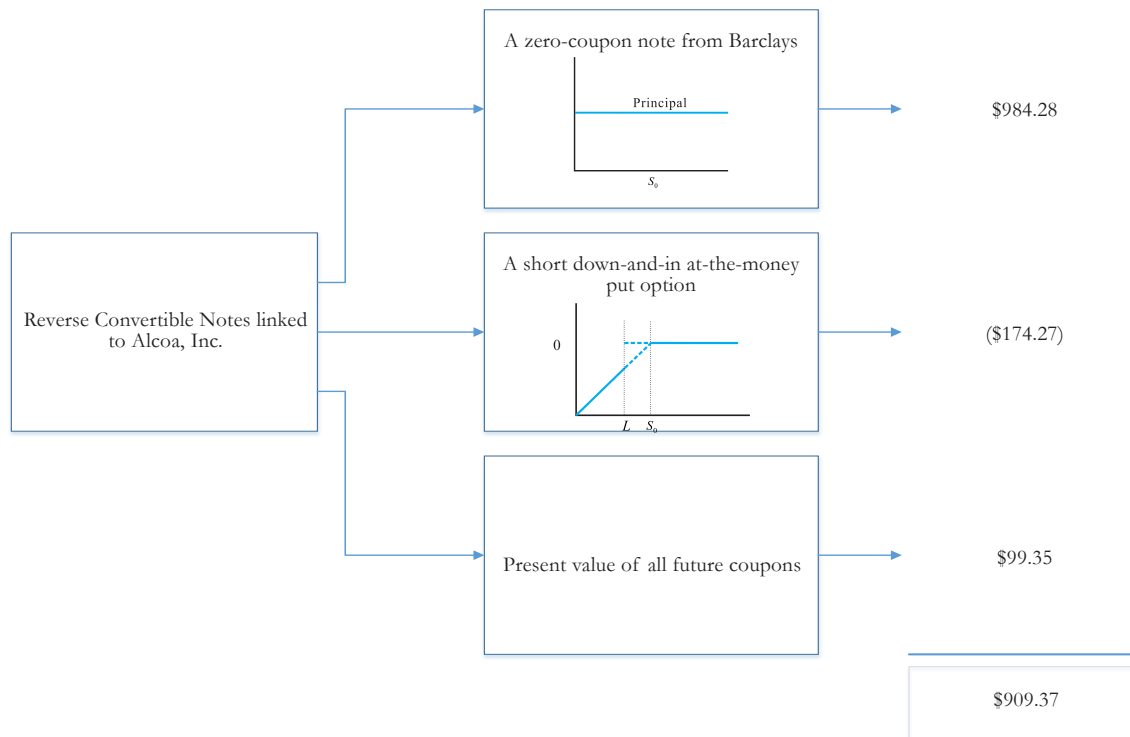 A zero-coupon note from Barclays
Principal
S₀
$984.28
Reverse Convertible Notes linked
to Alcoa, Inc.
A short down-and-in at-the-money
put option
0
L S₀
($174.27)
Present value of all future coupons
$99.35
$909.37